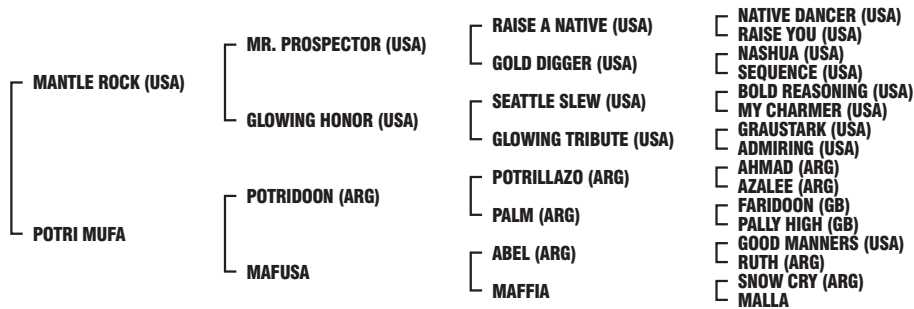 MANTLE ROCK (USA)
POTRI MUFA
MR. PROSPECTOR (USA)
GLOWING HONOR (USA)
POTRIDOON (ARG)
MAFUSA
RAISE A NATIVE (USA)
GOLD DIGGER (USA)
SEATTLE SLEW (USA)
GLOWING TRIBUTE (USA)
POTRILLAZO (ARG)
PALM (ARG)
ABEL (ARG)
MAFFIA
NATIVE DANCER (USA)
RAISE YOU (USA)
NASHUA (USA)
SEQUENCE (USA)
BOLD REASONING (USA)
MY CHARMER (USA)
GRAUSTARK (USA)
ADMIRING (USA)
AHMAD (ARG)
AZALEE (ARG)
FARIDOON (GB)
PALLY HIGH (GB)
GOOD MANNERS (USA)
RUTH (ARG)
SNOW CRY (ARG)
MALLA